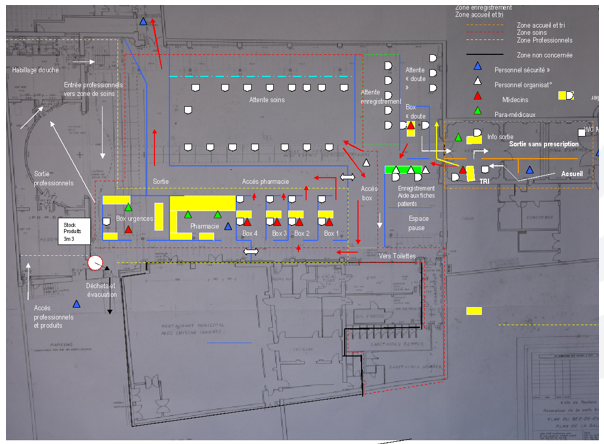 Zone enregistrement
Zone accueil et tri
Zone accueil et tri
Zone soins
Zone Professionnels
Zone non concernée
Personnel sécurité »
Personnel organisat°
Médecins
Para-médicaux
Habillage douche
Entrée professionnels
vers zone de soins
Attente soins
Attente
enregistrement
Attente
« doute
»
Box
« doute
Info sortie
Sortie sans prescription
Accueil
TRI
Sortie
professionnels
Sortie
Accés pharmacie
Accés
box
Enregistrement
Aide aux fiches
patients
Espace
pause
Box urgences
Pharmacie
Box 4
Box 3
Box 2
Box 1
Stock
Produits
3m 3
Vers Toilettes
Déchets et
évacuation
Accés
professionnels
et produits